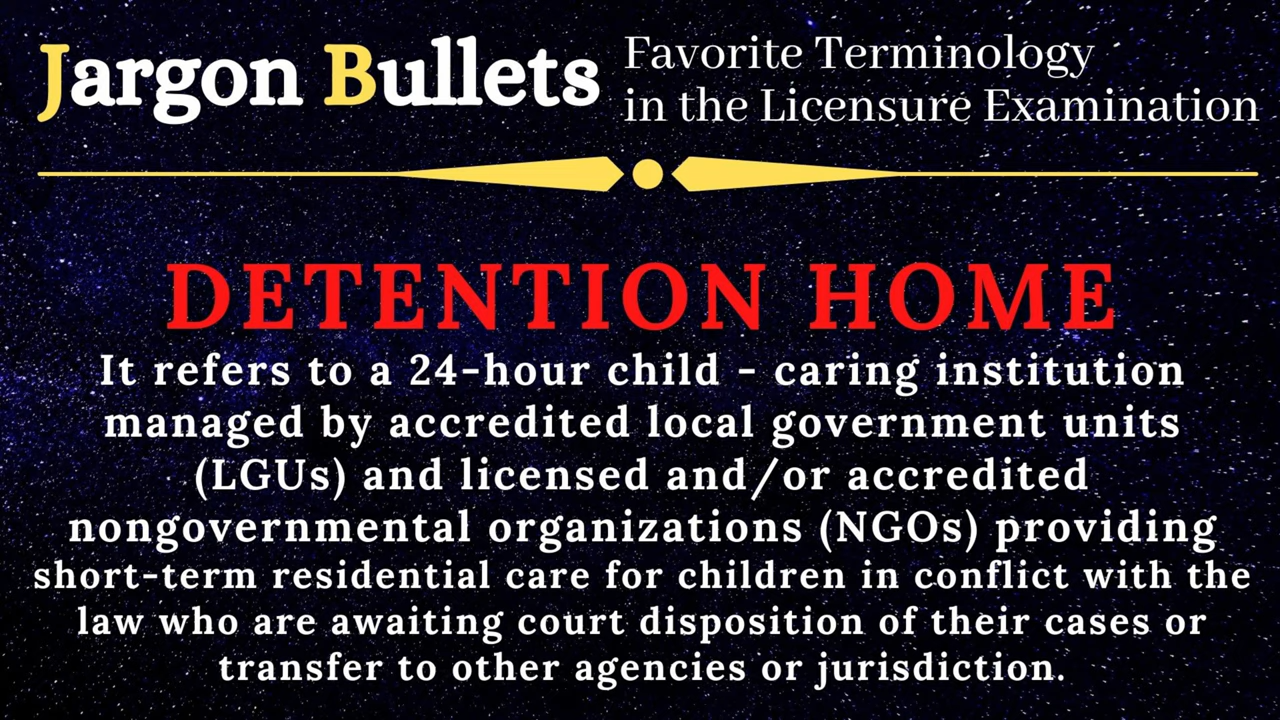 Jargon Bullets
Favorite Terminology
in the Licensure Examination
DETENTION HOME
It refers to a 24-hour child - caring institution
managed by accredited local government units
(LGUs) and licensed and/or accredited
nongovernmental organizations (NGOs) providing
short-term residential care for children in conflict with the
law who are awaiting court disposition of their cases or
transfer to other agencies or jurisdiction.